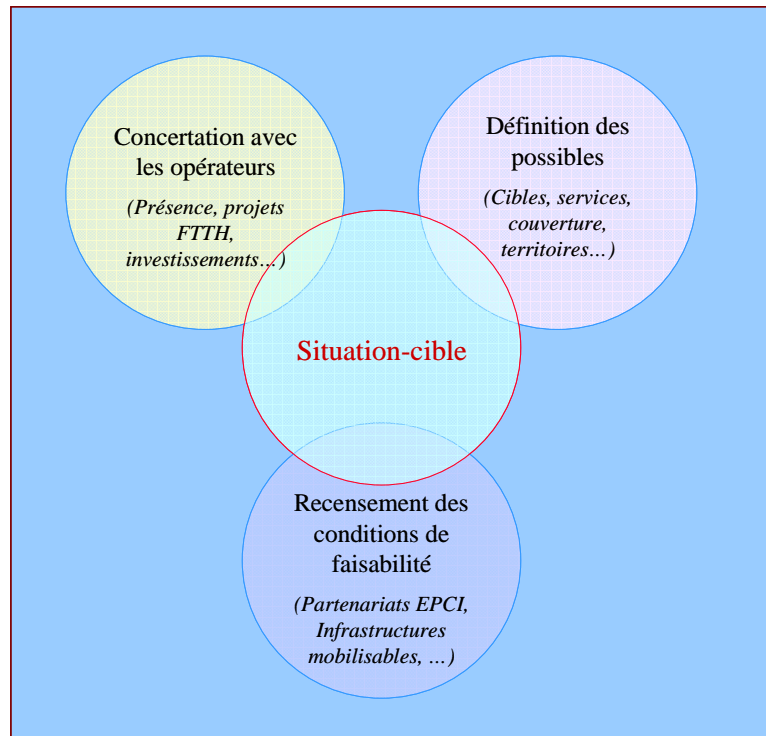 Concertation avec
les opérateurs
(Présence, projets
FTTH,
investissements…)
Définition des
possibles
(Cibles, services,
couverture,
territoires…)
Situation-cible
Recensement des
conditions de
faisabilité
(Partenariats EPCI,
Infrastructures
mobilisables, …)